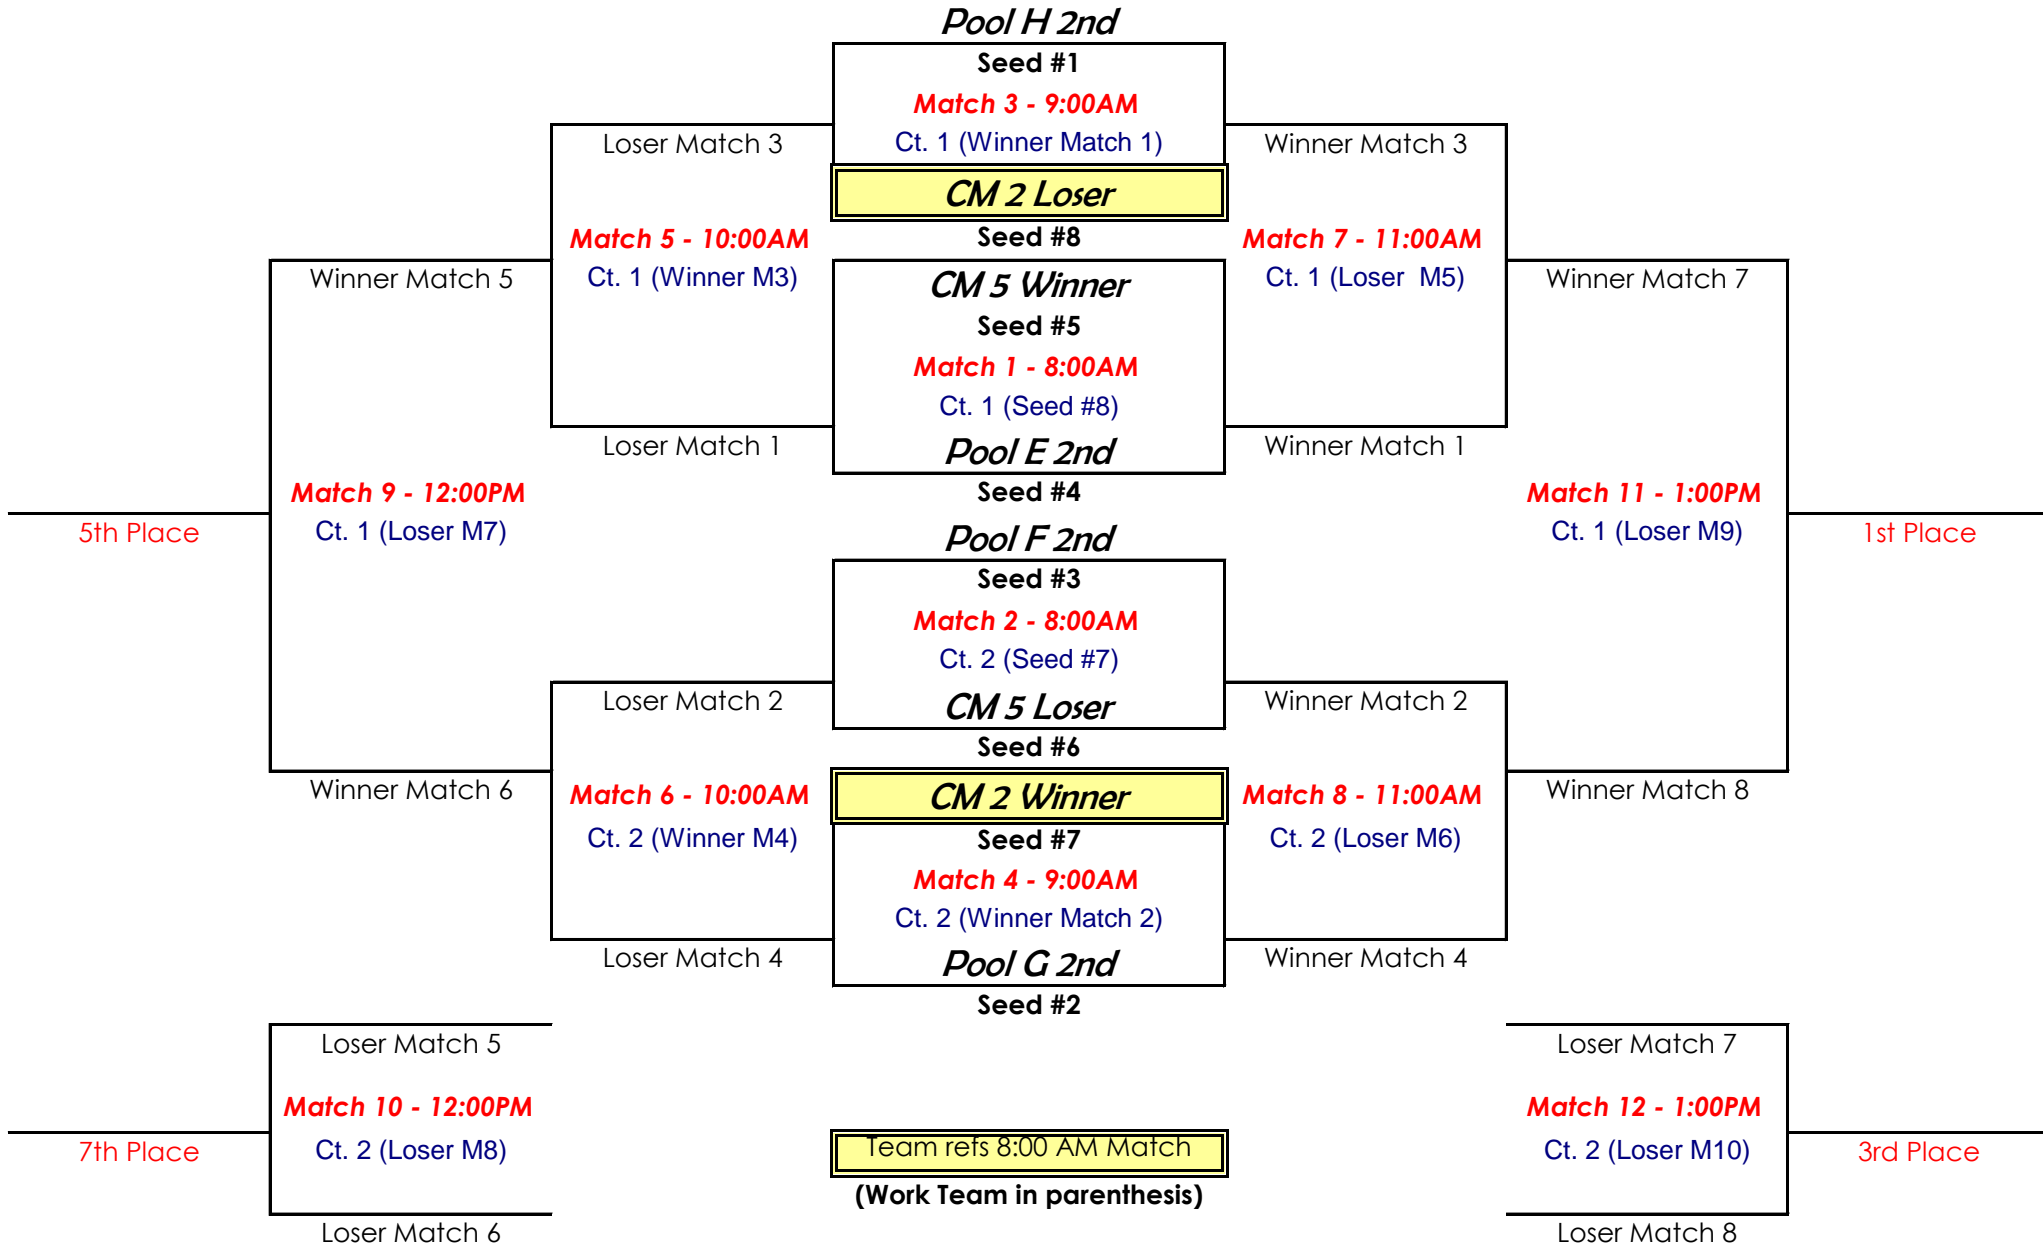 Pool H 2nd
Seed #1
Match 3 - 9:00AM
Loser Match 3
Ct. 1 (Winner Match 1)
Winner Match 3
CM 2 Loser
Match 5 - 10:00AM
Seed #8
Match 7 - 11:00AM
Winner Match 5
Ct. 1 (Winner M3)
CM 5 Winner
Ct. 1 (Loser  M5)
Winner Match 7
Seed #5
Match 1 - 8:00AM
Ct. 1 (Seed #8)
Loser Match 1
Pool E 2nd
Winner Match 1
Match 9 - 12:00PM
Seed #4
Match 11 - 1:00PM
5th Place
Ct. 1 (Loser M7)
Pool F 2nd
Ct. 1 (Loser M9)
1st Place
Seed #3
Match 2 - 8:00AM
Ct. 2 (Seed #7)
Loser Match 2
CM 5 Loser
Winner Match 2
Seed #6
Winner Match 6
Match 6 - 10:00AM
CM 2 Winner
Match 8 - 11:00AM
Winner Match 8
Ct. 2 (Winner M4)
Seed #7
Ct. 2 (Loser M6)
Match 4 - 9:00AM
Ct. 2 (Winner Match 2)
Loser Match 4
Pool G 2nd
Winner Match 4
Seed #2
Loser Match 5
Loser Match 7
Match 10 - 12:00PM
Match 12 - 1:00PM
7th Place
Ct. 2 (Loser M8)
Team refs 8:00 AM Match
Ct. 2 (Loser M10)
3rd Place
(Work Team in parenthesis)
Loser Match 6
Loser Match 8